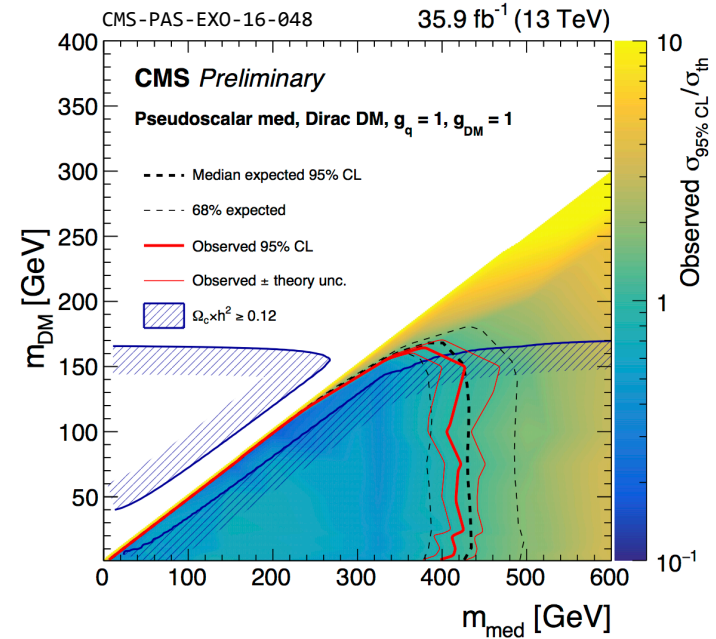 CMS-PAS-EXO-16-048
35.9 fb⁻¹ (13 TeV)
CMS Preliminary
Pseudoscalar med, Dirac DM, g_q = 1, g_DM = 1
Median expected 95% CL
68% expected
Observed 95% CL
Observed ± theory unc.
Ω_c×h² ≥ 0.12
m_DM [GeV]
400
350
300
250
200
150
100
50
0 100 200 300 400 500 600
m_med [GeV]
10
1
10⁻¹
Observed σ_95% CL/σ_th